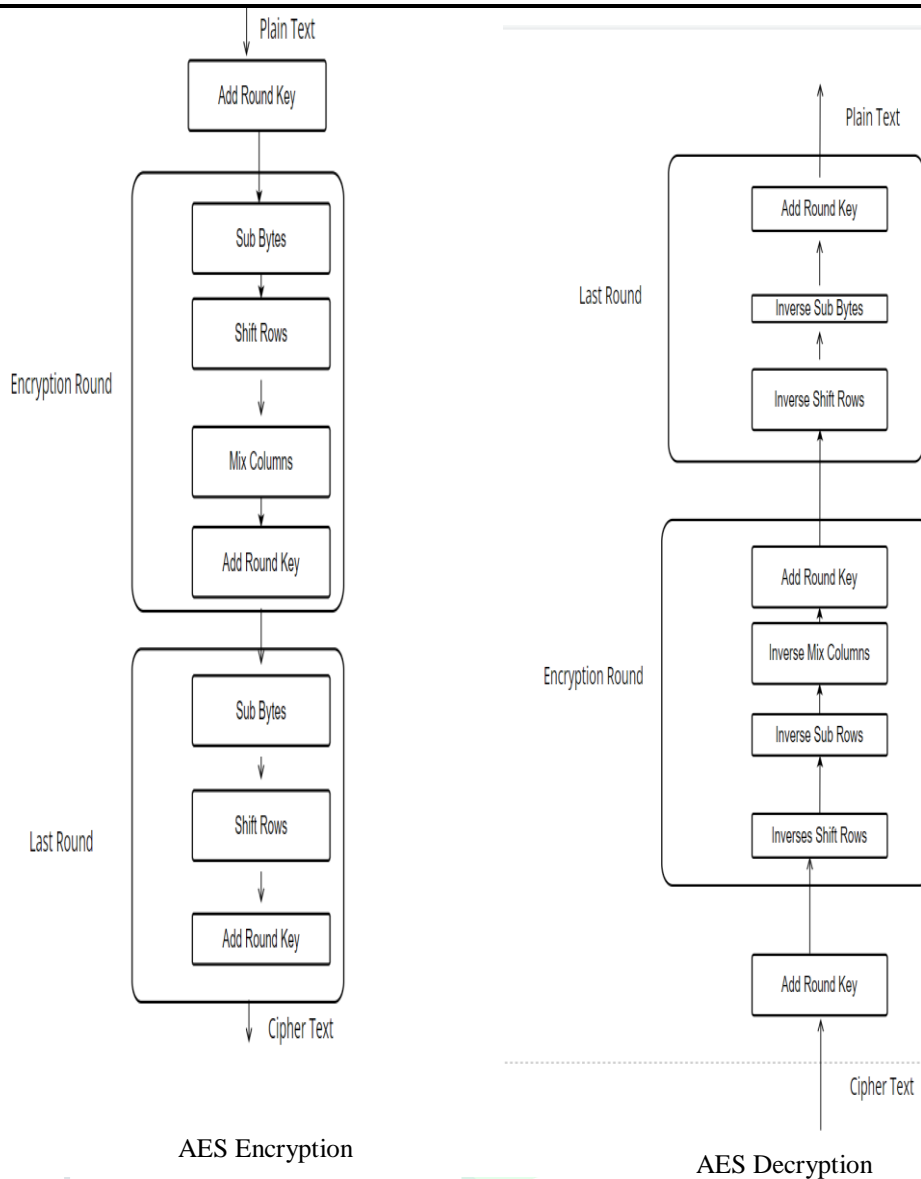 Plain Text
Add Round Key
Sub Bytes
Shift Rows
Encryption Round
Mix Columns
Add Round Key
Sub Bytes
Shift Rows
Last Round
Add Round Key
Cipher Text
AES Encryption
Plain Text
Add Round Key
Last Round
Inverse Sub Bytes
Inverse Shift Rows
Add Round Key
Inverse Mix Columns
Encryption Round
Inverse Sub Rows
Inverses Shift Rows
Add Round Key
Cipher Text
AES Decryption